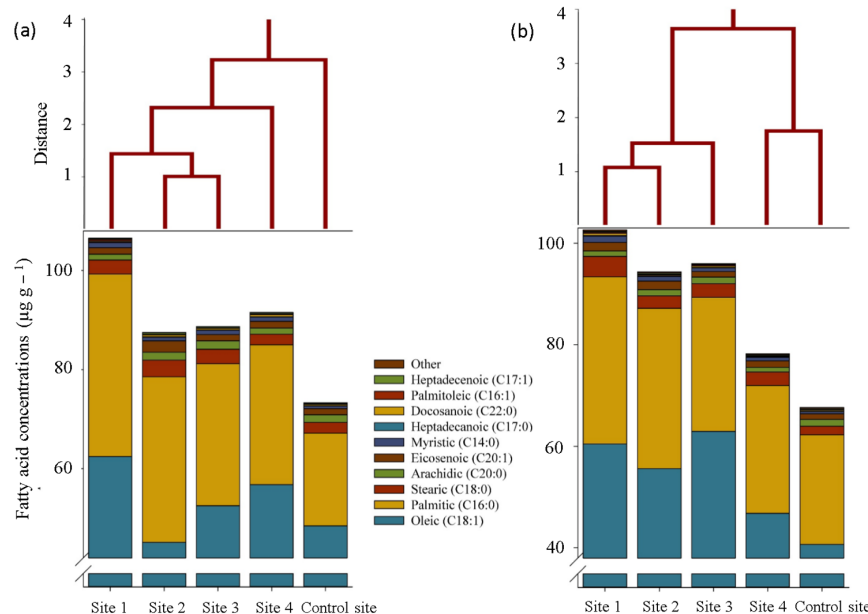 (a)
4
3
2
1
Distance
(b)
4
3
2
1
Fatty acid concentrations (µg g – 1)
100
80
60
Other
Heptadecenoic (C17:1)
Palmitoleic (C16:1)
Docosanoic (C22:0)
Heptadecanoic (C17:0)
Myristic (C14:0)
Eicosenoic (C20:1)
Arachidic (C20:0)
Stearic (C18:0)
Palmitic (C16:0)
Oleic (C18:1)
100
80
60
40
Site 1 Site 2 Site 3 Site 4 Control site
Site 1 Site 2 Site 3 Site 4 Control site